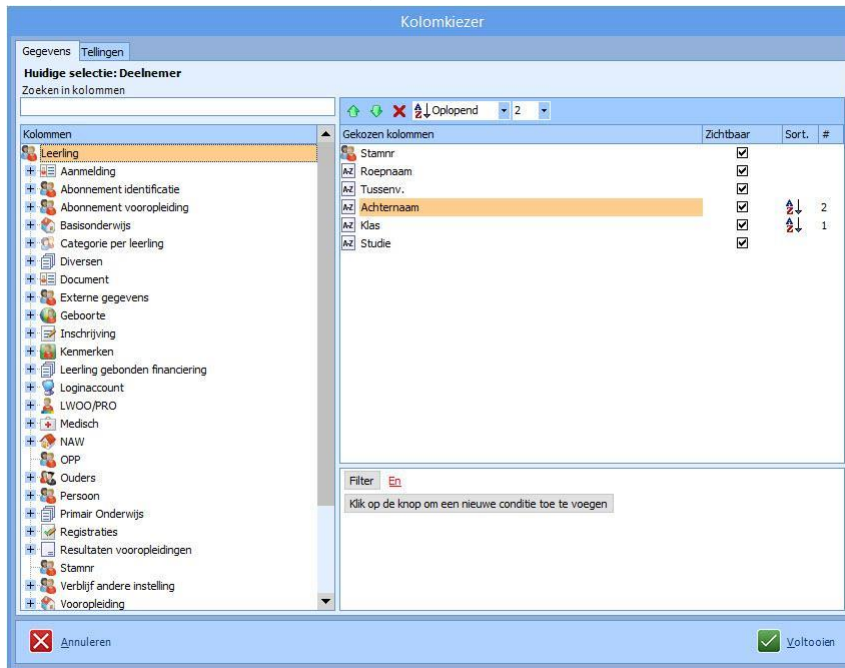 Kolomkiezer
Gegevens Tellingen
Huidige selectie: Deelnemer
Zoeken in kolommen
Oplopend 2
Kolommen
Leerling
Aanmelding
Abonnement identificatie
Abonnement vooropleiding
Basisonderwijs
Categorie per leerling
Diversen
Document
Externe gegevens
Geboorte
Inschrijving
Kenmerken
Leerling gebonden financiering
Loginaccount
LWOO/PRO
Medisch
NAW
OPP
Ouders
Persoon
Primair Onderwijs
Registraties
Resultaten vooropleidingen
Stamnr
Verblijf andere instelling
Vooropleiding
Gekozen kolommen Zichtbaar Sort. #
Stamnr
A-Z Roepnaam
A-Z Tussenv.
A-Z Achternaam AZ 2
A-Z Klas AZ 1
A-Z Studie
Filter En
Klik op de knop om een nieuwe conditie toe te voegen
Annuleren
Voltooien